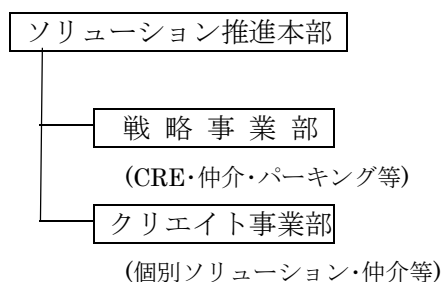 ソリューション推進本部
戦略事業部
(CRE･仲介･パーキング等)
クリエイト事業部
(個別ソリューション･仲介等)